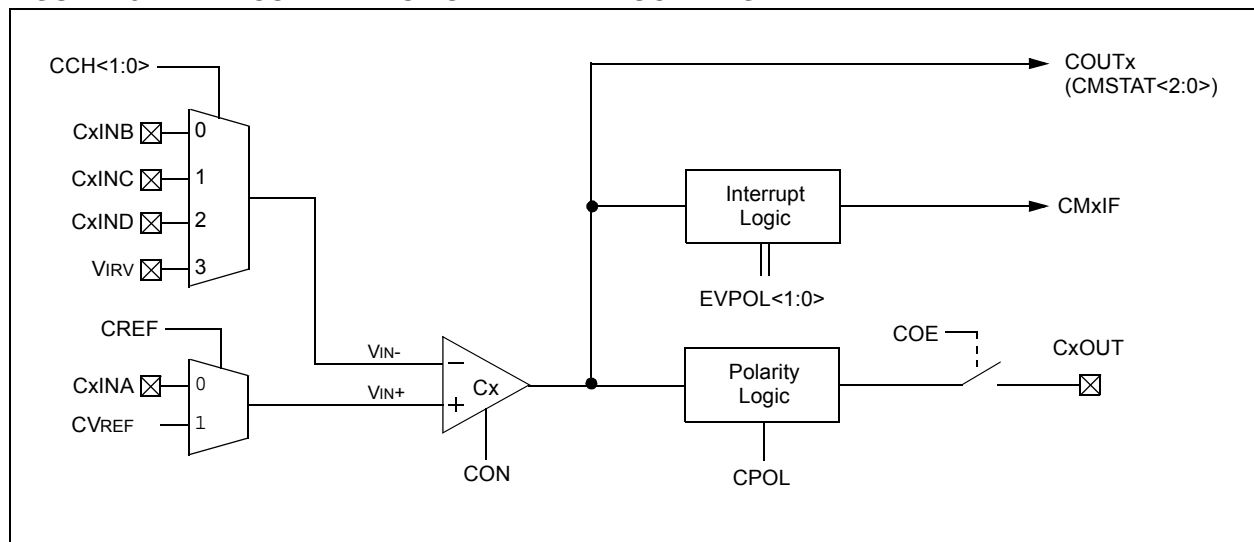 CCH<1:0>
CxINB
0
CxINC
1
CxIND
2
VIRV
3
CREF
CxINA
0
CVREF
1
VIN-
VIN+
−
+
Cx
CON
COUTx
(CMSTAT<2:0>)
Interrupt
Logic
CMxIF
EVPOL<1:0>
COE
CxOUT
Polarity
Logic
CPOL